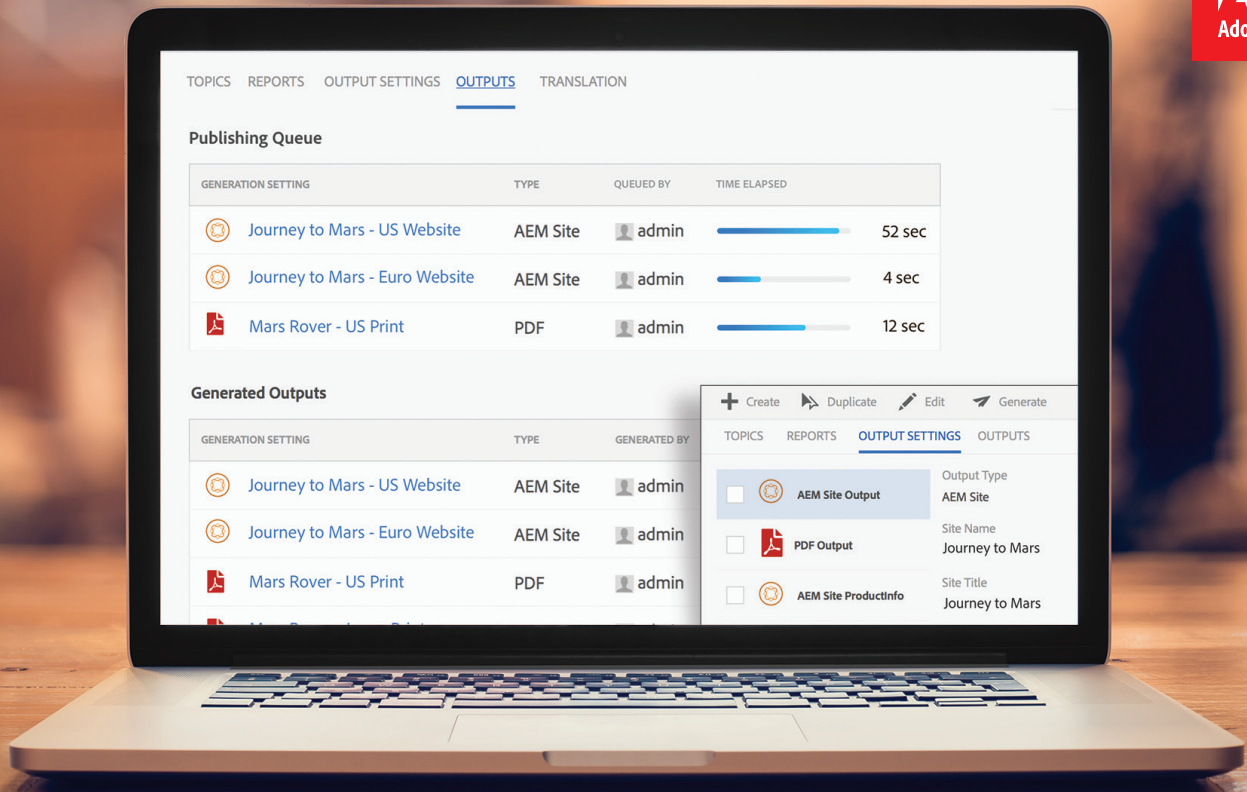 Ado
TOPICS REPORTS OUTPUT SETTINGS OUTPUTS TRANSLATION
Publishing Queue
GENERATION SETTING TYPE QUEUED BY TIME ELAPSED
Journey to Mars - US Website AEM Site admin 52 sec
Journey to Mars - Euro Website AEM Site admin 4 sec
Mars Rover - US Print PDF admin 12 sec
Generated Outputs
GENERATION SETTING TYPE GENERATED BY
Journey to Mars - US Website AEM Site admin
Journey to Mars - Euro Website AEM Site admin
Mars Rover - US Print PDF admin
Create Duplicate Edit Generate
TOPICS REPORTS OUTPUT SETTINGS OUTPUTS
AEM Site Output
PDF Output
AEM Site ProductInfo
Output Type
AEM Site
Site Name
Journey to Mars
Site Title
Journey to Mars